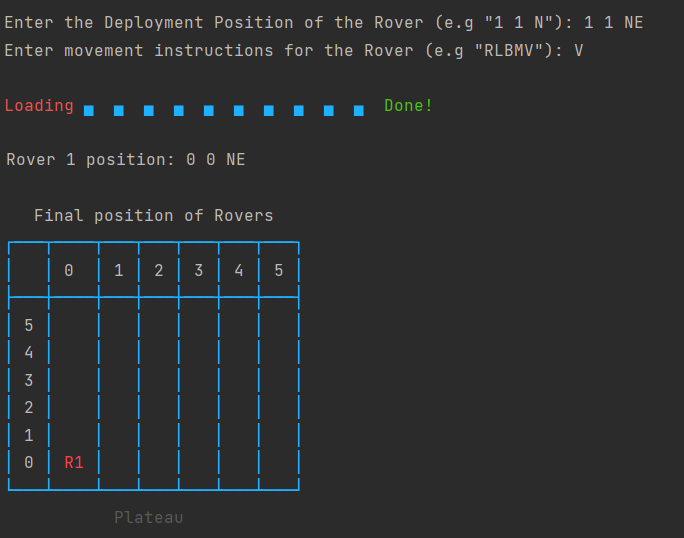 Enter the Deployment Position of the Rover (e.g "1 1 N"): 1 1 NE
Enter movement instructions for the Rover (e.g "RLBMV"): V
Loading Done!
Rover 1 position: 0 0 NE
Final position of Rovers
0 1 2 3 4 5
5
4
3
2
1
0 R1
Plateau